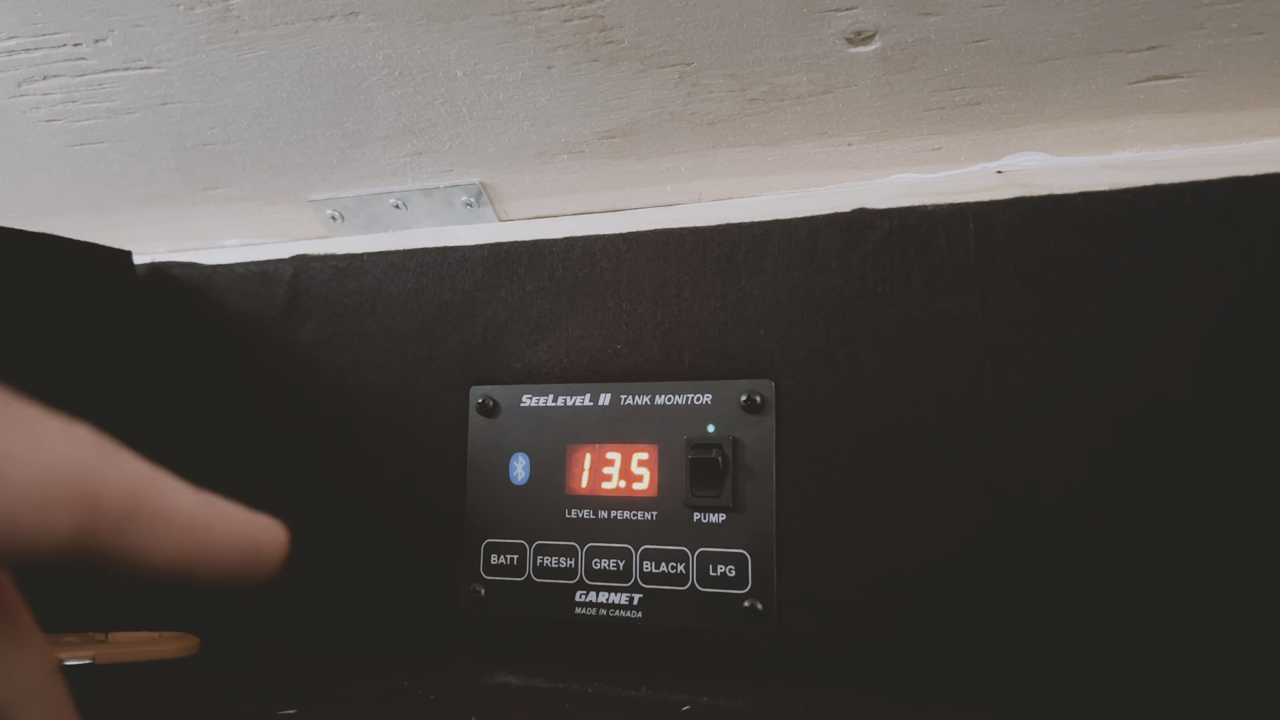 SEELEVEL II TANK MONITOR
13.5
LEVEL IN PERCENT
PUMP
BATT FRESH GREY BLACK LPG
GARNET
MADE IN CANADA